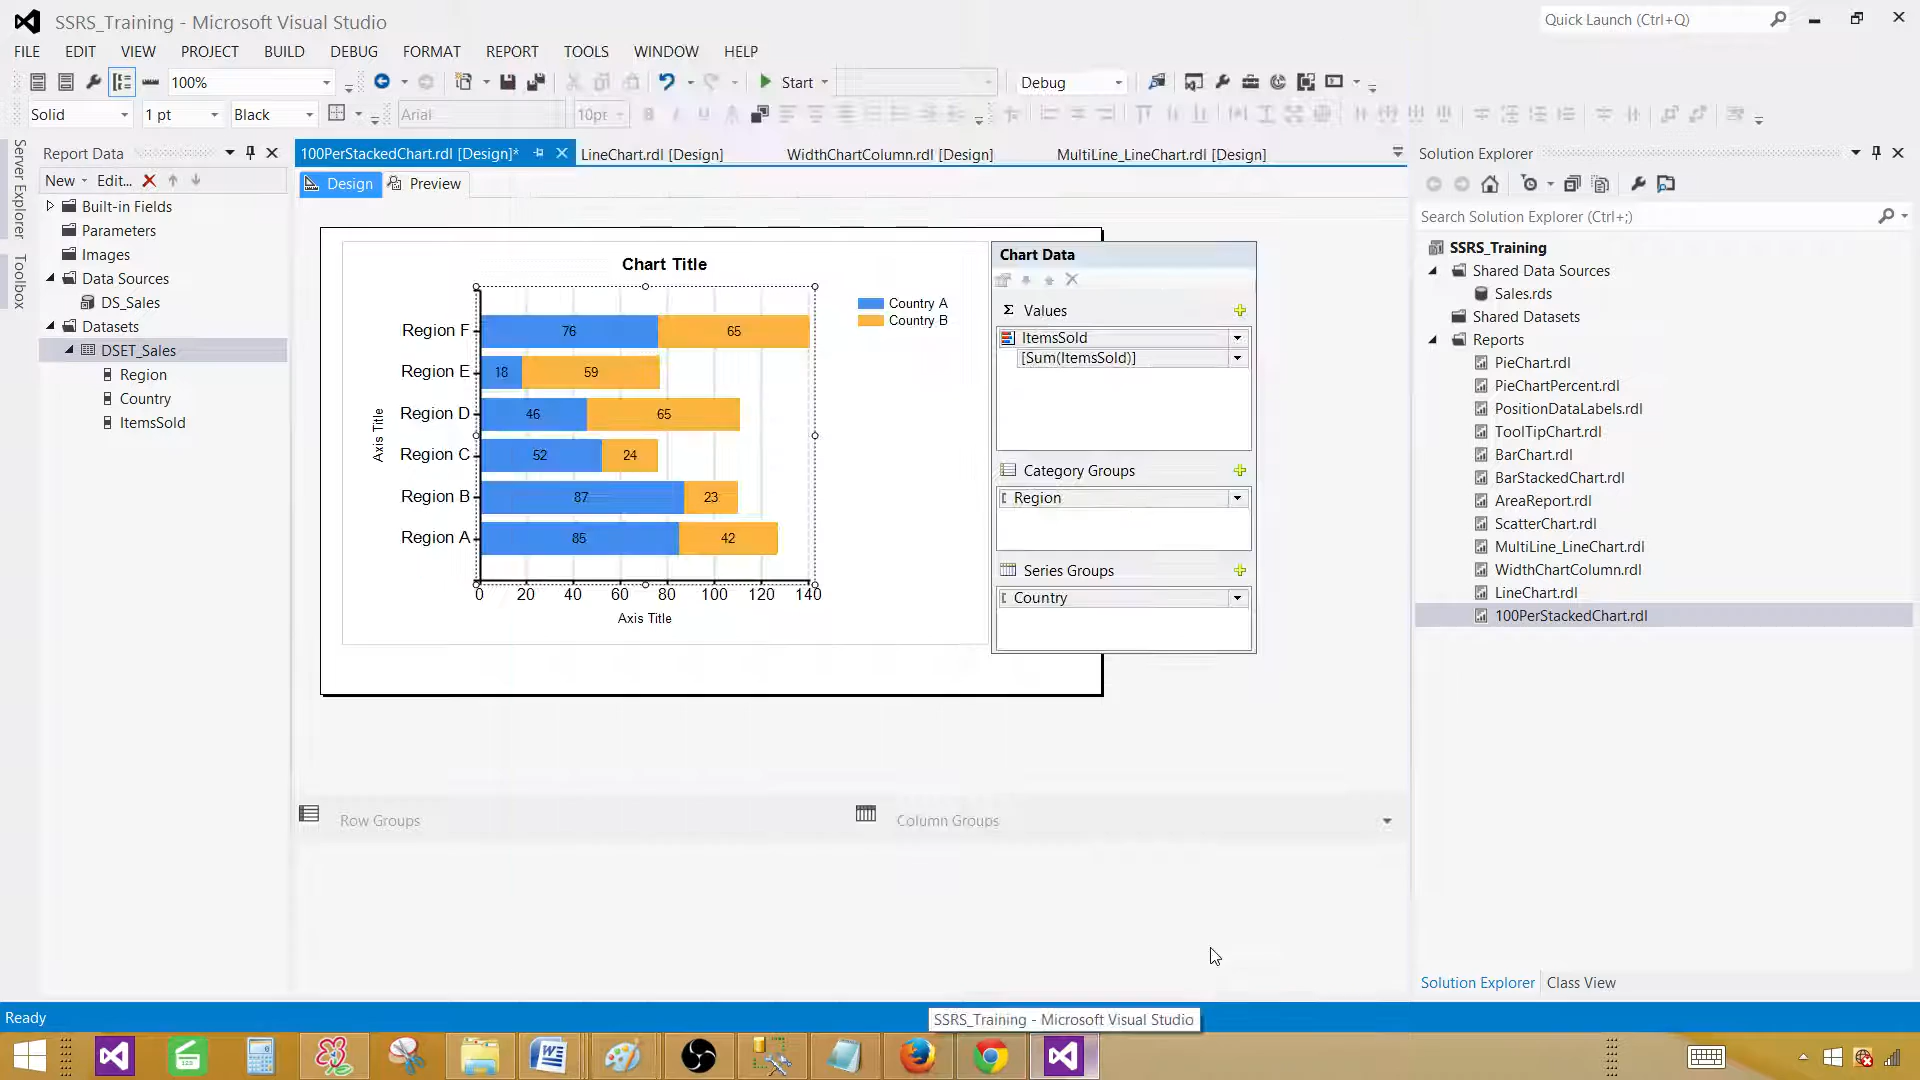 SSRS_Training - Microsoft Visual Studio
Quick Launch (Ctrl+Q)
FILE EDIT VIEW PROJECT BUILD DEBUG FORMAT REPORT TOOLS WINDOW HELP
100% Start Debug
Solid 1 pt Black Arial 10pt B I U A
Server Explorer
Toolbox
Report Data
New Edit...
Built-in Fields
Parameters
Images
Data Sources
DS_Sales
Datasets
DSET_Sales
Region
Country
ItemsSold
100PerStackedChart.rdl [Design]* LineChart.rdl [Design] WidthChartColumn.rdl [Design] MultiLine_LineChart.rdl [Design]
Design Preview
Chart Title
Country A
Country B
Axis Title
Region F 76 65
Region E 18 59
Region D 46 65
Region C 52 24
Region B 87 23
Region A 85 42
0 20 40 60 80 100 120 140
Axis Title
Chart Data
Σ Values
ItemsSold
[Sum(ItemsSold)]
Category Groups
Region
Series Groups
Country
Row Groups
Column Groups
Solution Explorer
Search Solution Explorer (Ctrl+;)
SSRS_Training
Shared Data Sources
Sales.rds
Shared Datasets
Reports
PieChart.rdl
PieChartPercent.rdl
PositionDataLabels.rdl
ToolTipChart.rdl
BarChart.rdl
BarStackedChart.rdl
AreaReport.rdl
ScatterChart.rdl
MultiLine_LineChart.rdl
WidthChartColumn.rdl
LineChart.rdl
100PerStackedChart.rdl
Solution Explorer Class View
Ready
SSRS_Training - Microsoft Visual Studio